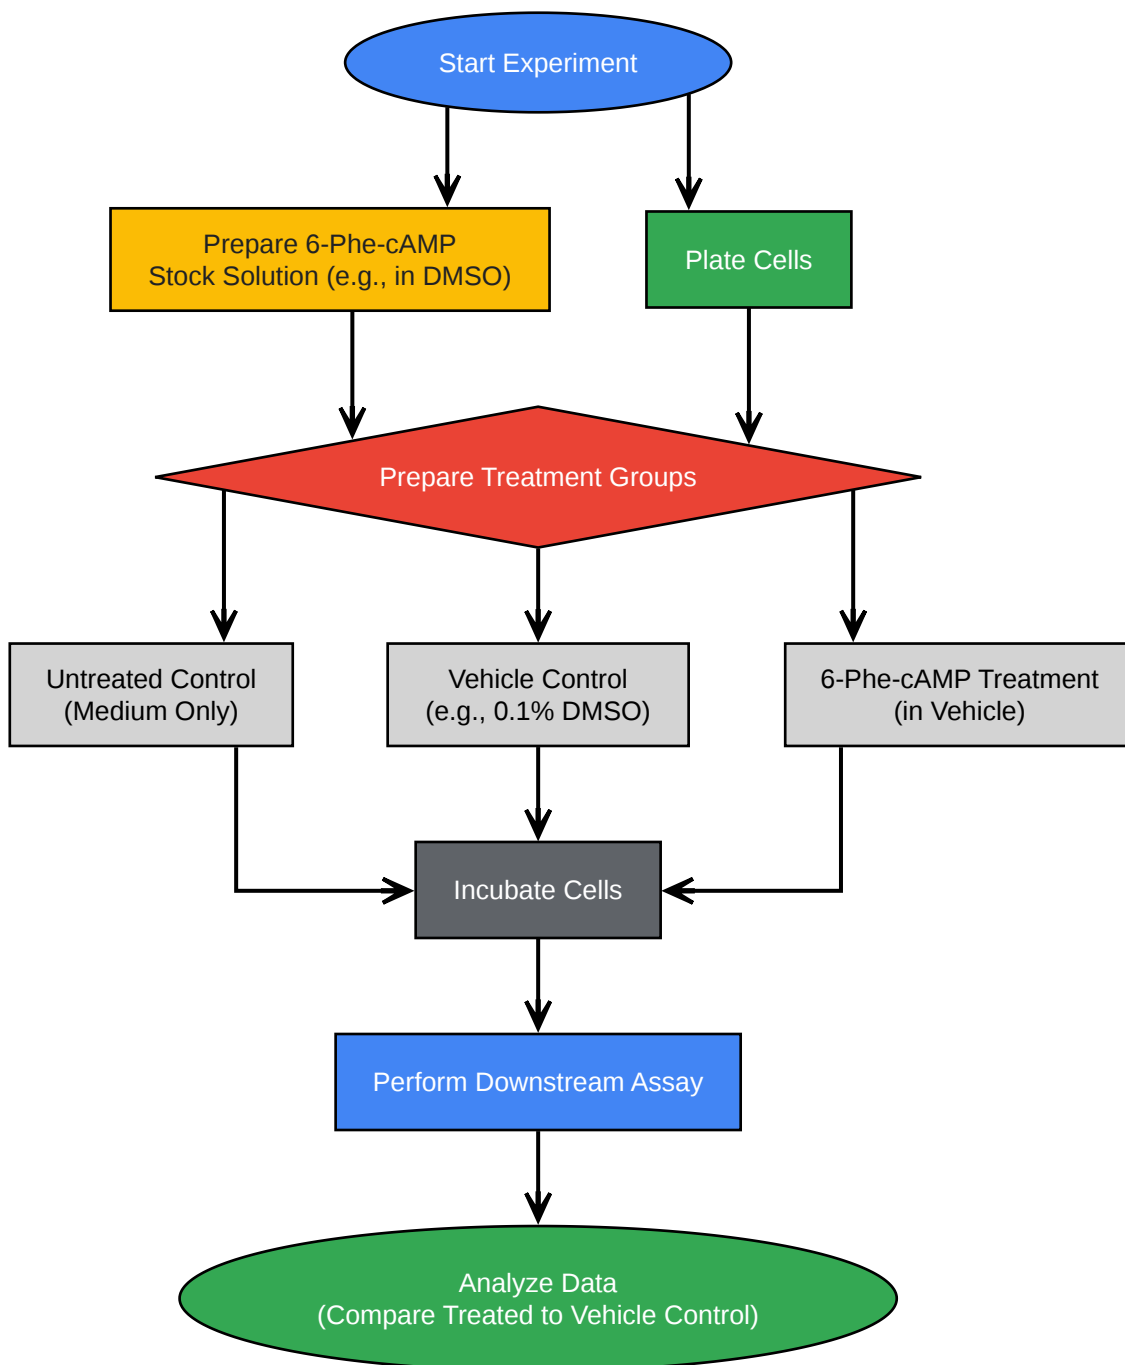 Start Experiment
Prepare 6-Phe-cAMP
Stock Solution (e.g., in DMSO)
Plate Cells
Prepare Treatment Groups
Untreated Control
(Medium Only)
Vehicle Control
(e.g., 0.1% DMSO)
6-Phe-cAMP Treatment
(in Vehicle)
Incubate Cells
Perform Downstream Assay
Analyze Data
(Compare Treated to Vehicle Control)